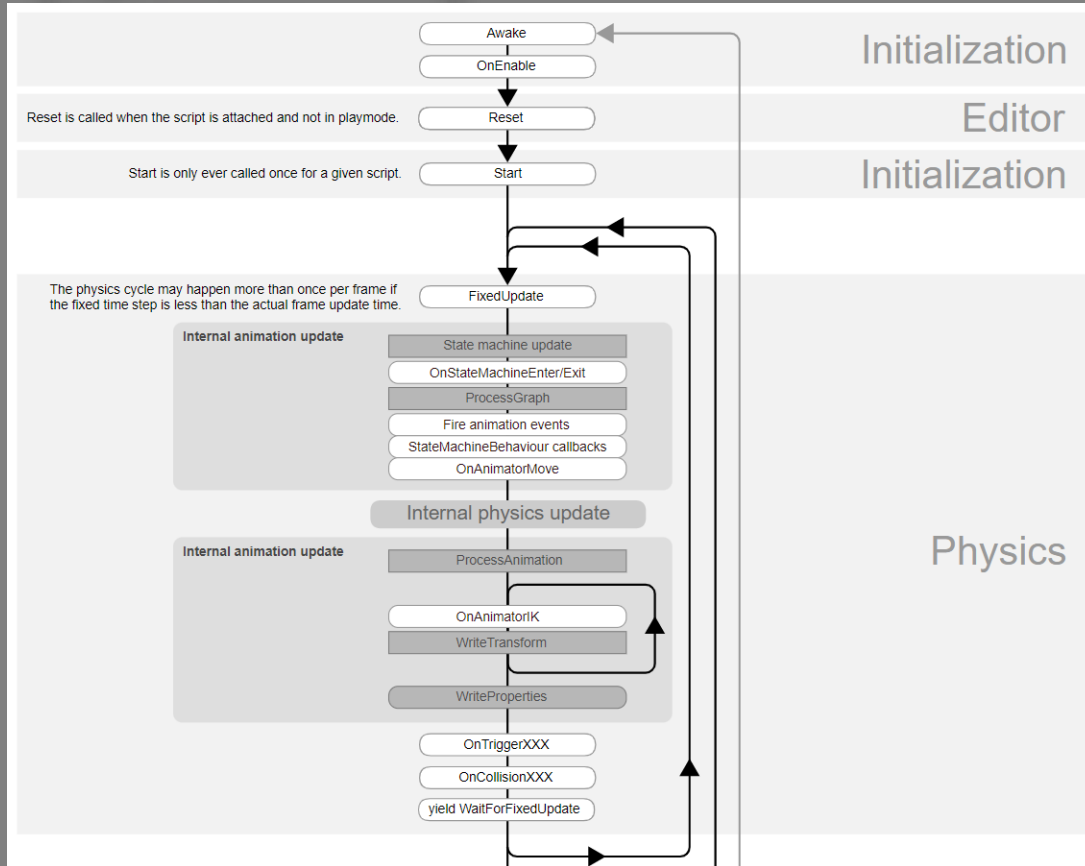 Awake
Initialization
OnEnable
Reset is called when the script is attached and not in playmode.
Reset
Editor
Start is only ever called once for a given script.
Start
Initialization
The physics cycle may happen more than once per frame if
the fixed time step is less than the actual frame update time.
FixedUpdate
Internal animation update
State machine update
OnStateMachineEnter/Exit
ProcessGraph
Fire animation events
StateMachineBehaviour callbacks
OnAnimatorMove
Internal physics update
Internal animation update
Physics
ProcessAnimation
OnAnimatorIK
WriteTransform
WriteProperties
OnTriggerXXX
OnCollisionXXX
yield WaitForFixedUpdate